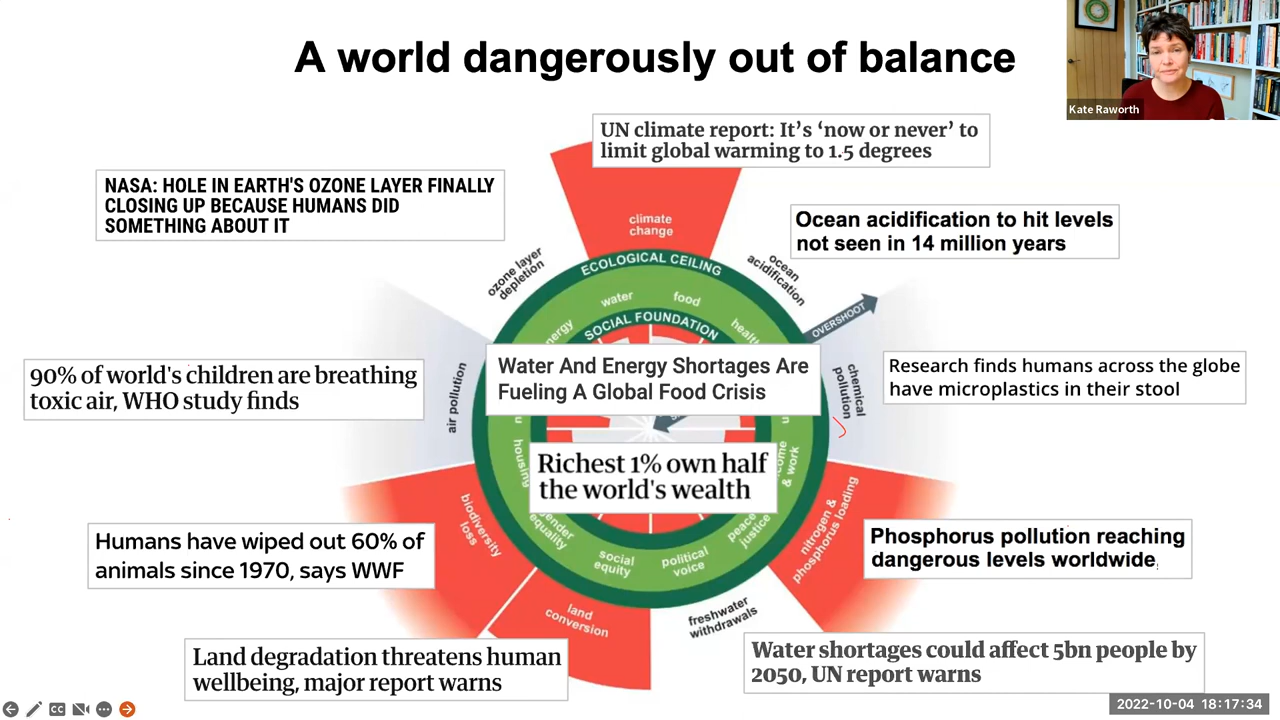 A world dangerously out of balance
Kate Raworth
UN climate report: It's 'now or never' to
limit global warming to 1.5 degrees
NASA: HOLE IN EARTH'S OZONE LAYER FINALLY
CLOSING UP BECAUSE HUMANS DID
SOMETHING ABOUT IT
Ocean acidification to hit levels
not seen in 14 million years
climate
change
ozone layer
depletion
ocean
acidification
ECOLOGICAL CEILING
water
food
SOCIAL FOUNDATION
OVERSHOOT
Water And Energy Shortages Are
Fueling A Global Food Crisis
90% of world's children are breathing
toxic air, WHO study finds
air pollution
chemical
pollution
Research finds humans across the globe
have microplastics in their stool
housing
& work
Richest 1% own half
the world's wealth
biodiversity
loss
equality
social
equity
political
voice
justice
nitrogen &
phosphorus loading
Humans have wiped out 60% of
animals since 1970, says WWF
Phosphorus pollution reaching
dangerous levels worldwide
land
conversion
freshwater
withdrawals
Land degradation threatens human
wellbeing, major report warns
Water shortages could affect 5bn people by
2050, UN report warns
CC
2022-10-04 18:17:34